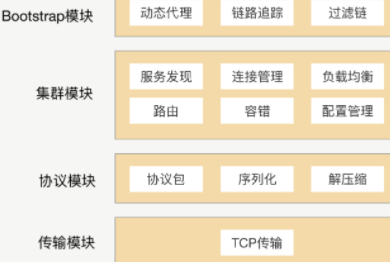 Bootstrap模块
动态代理 链路追踪 过滤链
集群模块
服务发现 连接管理 负载均衡
路由 容错 配置管理
协议模块
协议包 序列化 解压缩
传输模块
TCP传输